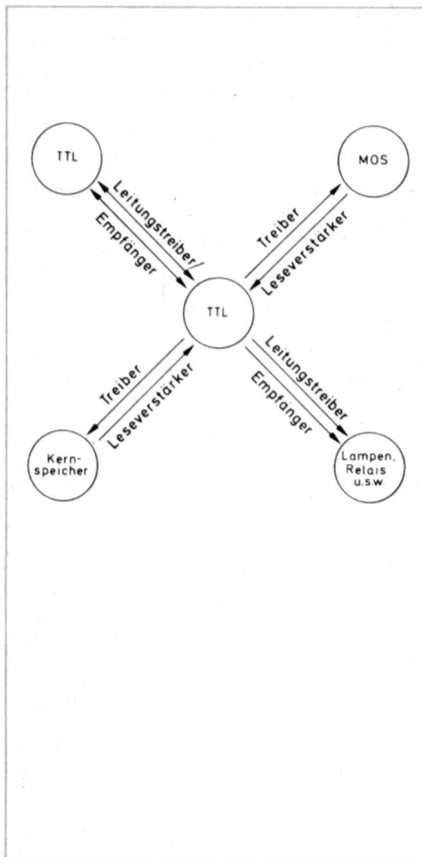 TTL
MOS
Leitungstreiber/
Empfänger
Treiber
Leseverstärker
TTL
Treiber
Leseverstärker
Leitungstreiber
Empfänger
Kern-
speicher
Lampen,
Relais
u.s.w.